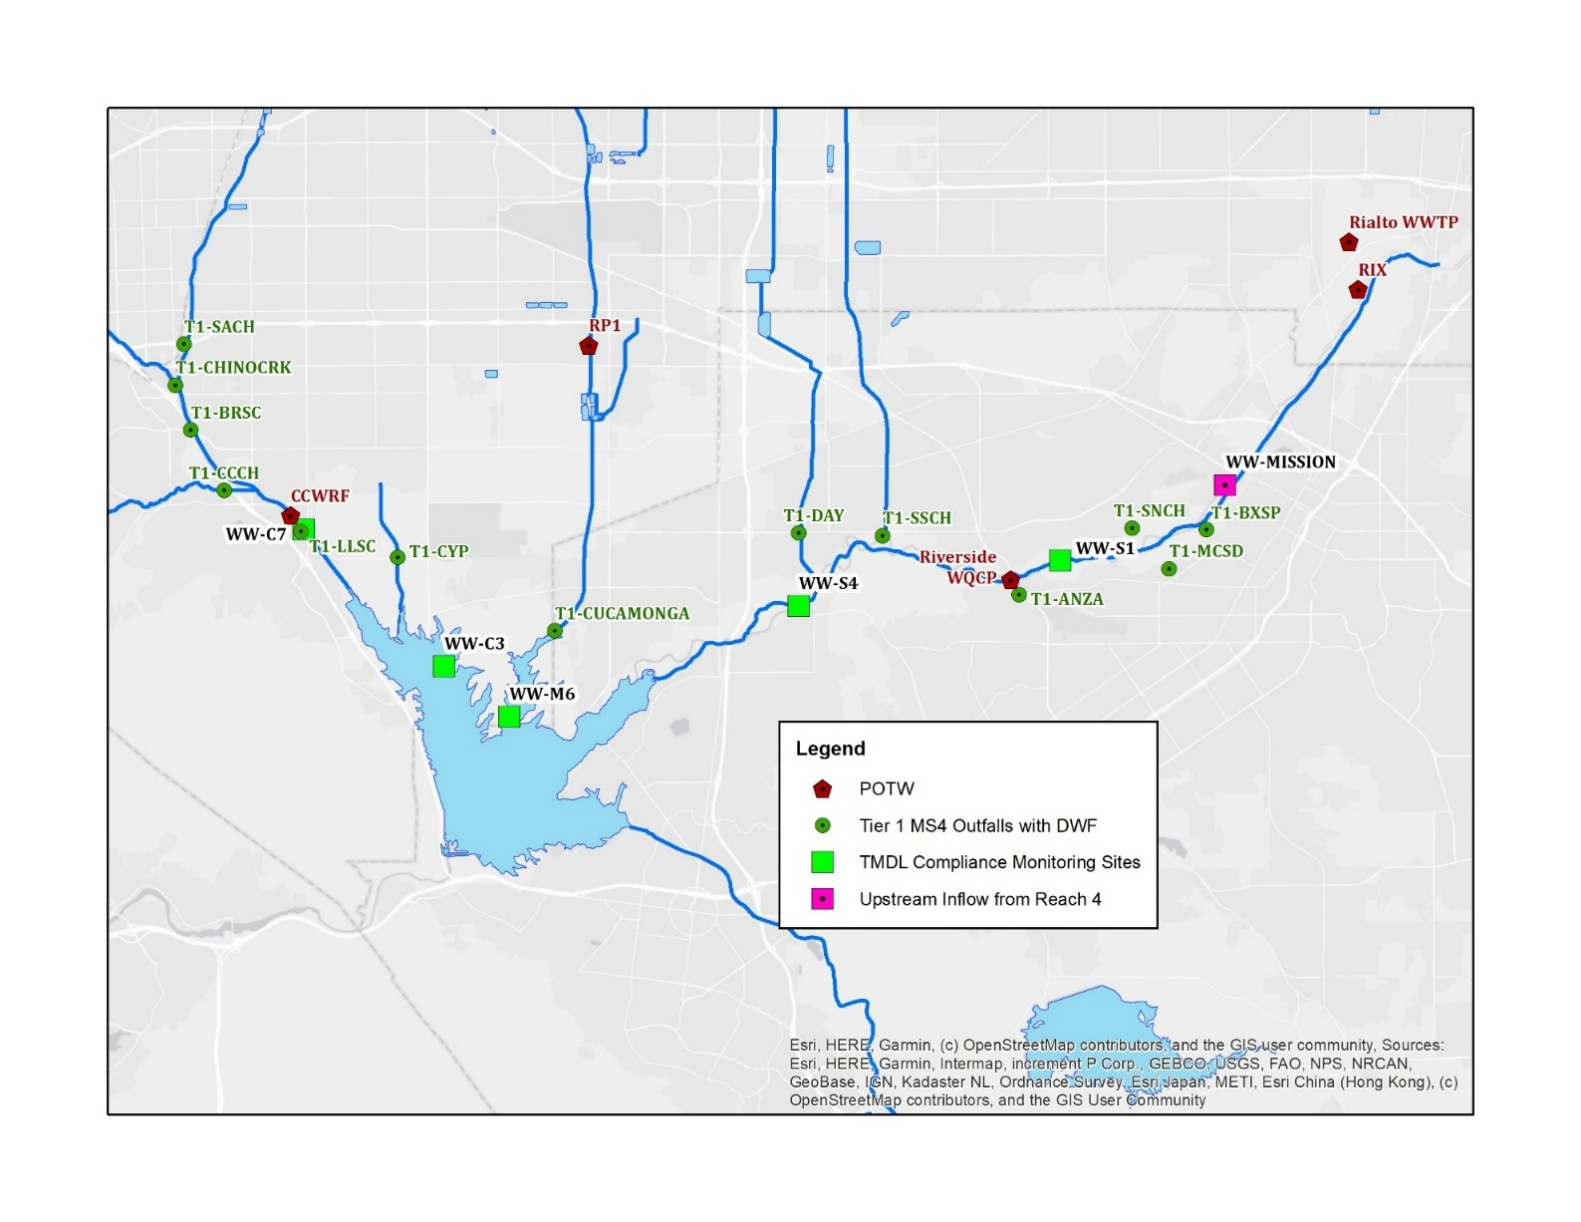 Rialto WWTP
RIX
RP1
T1-SACH
T1-CHINOCRK
T1-BRSC
T1-CCCH
CCWRF
WW-C7
T1-LLSC
T1-CYP
WW-MISSION
T1-SNCH
T1-BXSP
T1-DAY
T1-SSCH
WW-S1
T1-MCSD
Riverside
WQCP
T1-ANZA
WW-S4
T1-CUCAMONGA
WW-C3
WW-M6
Legend
POTW
Tier 1 MS4 Outfalls with DWF
TMDL Compliance Monitoring Sites
Upstream Inflow from Reach 4
Esri, HERE, Garmin, (c) OpenStreetMap contributors, and the GIS user community, Sources:
Esri, HERE, Garmin, Intermap, increment P Corp., GEBCO, USGS, FAO, NPS, NRCAN,
GeoBase, IGN, Kadaster NL, Ordnance Survey, Esri Japan, METI, Esri China (Hong Kong), (c)
OpenStreetMap contributors, and the GIS User Community